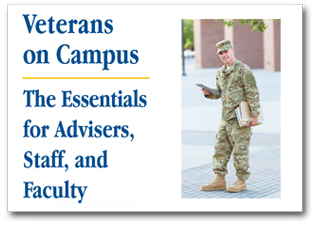 Veterans
on Campus
The Essentials
for Advisers,
Staff, and
Faculty